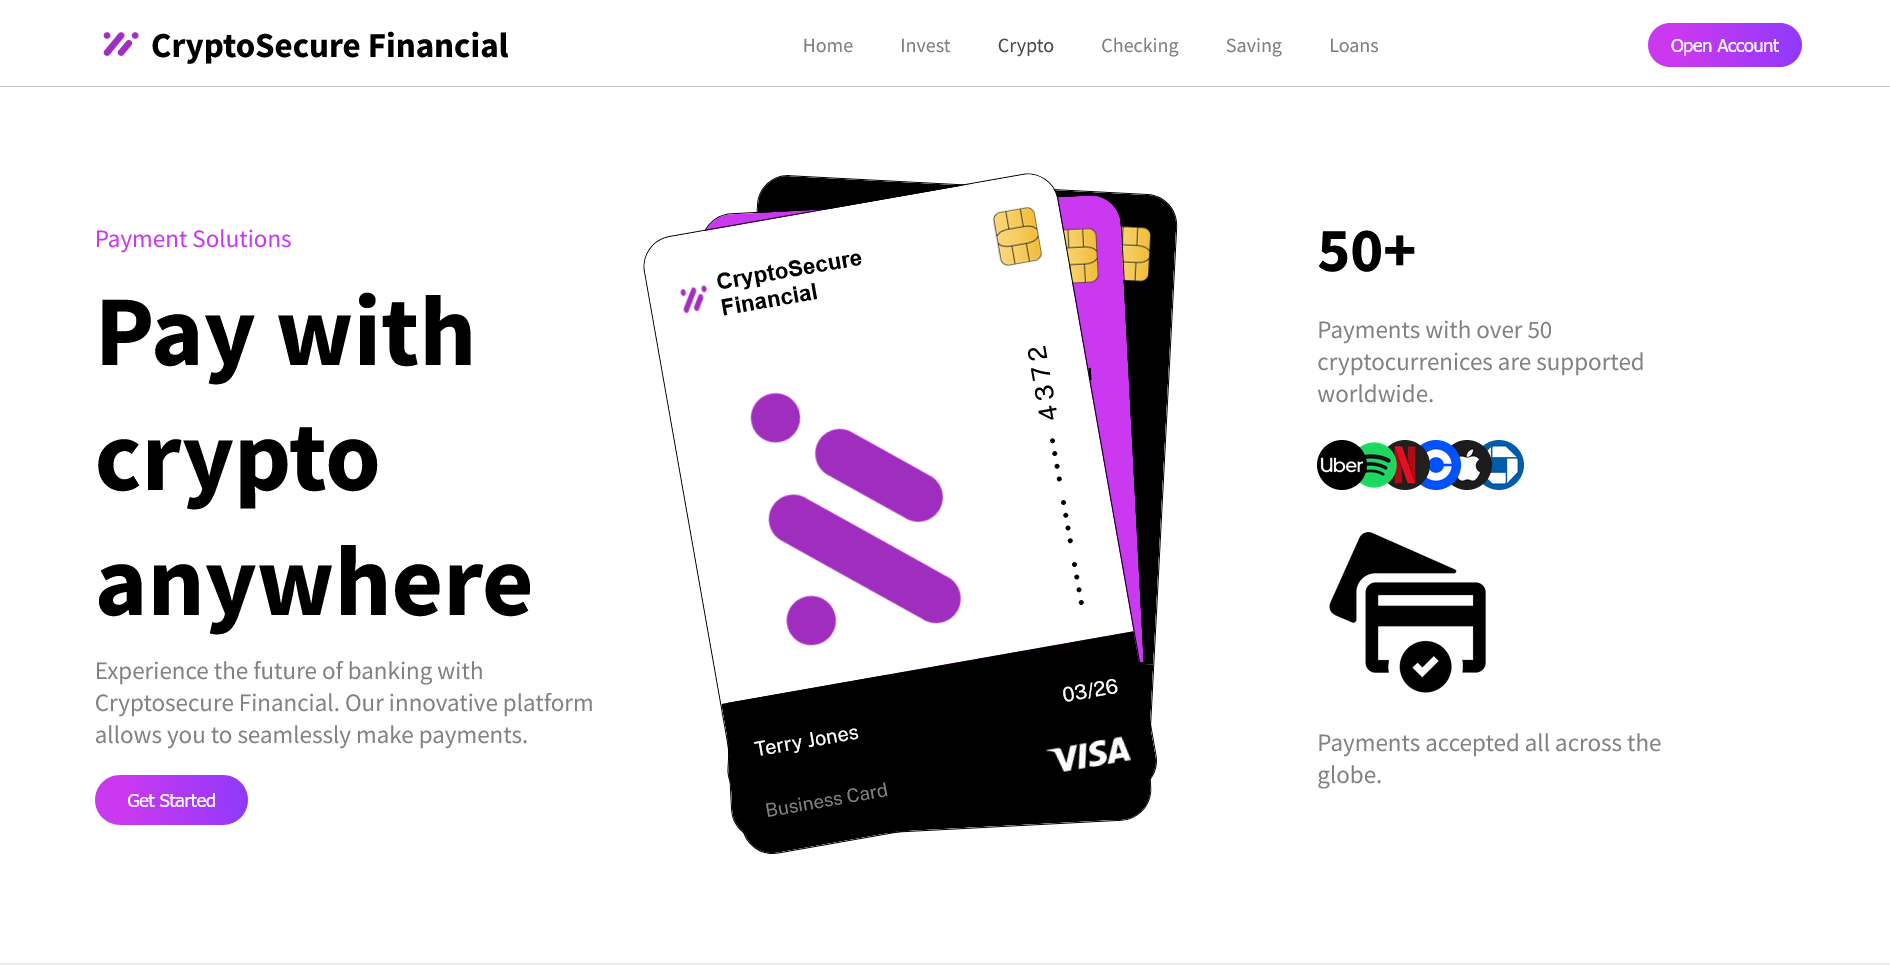 CryptoSecure Financial
Home
Invest
Crypto
Checking
Saving
Loans
Open Account
Payment Solutions
Pay with
crypto
anywhere
Experience the future of banking with
Cryptosecure Financial. Our innovative platform
allows you to seamlessly make payments.
Get Started
CryptoSecure
Financial
•••• •••• •••• 4372
03/26
Terry Jones
VISA
Business Card
50+
Payments with over 50
cryptocurrenices are supported
worldwide.
Uber
Payments accepted all across the
globe.